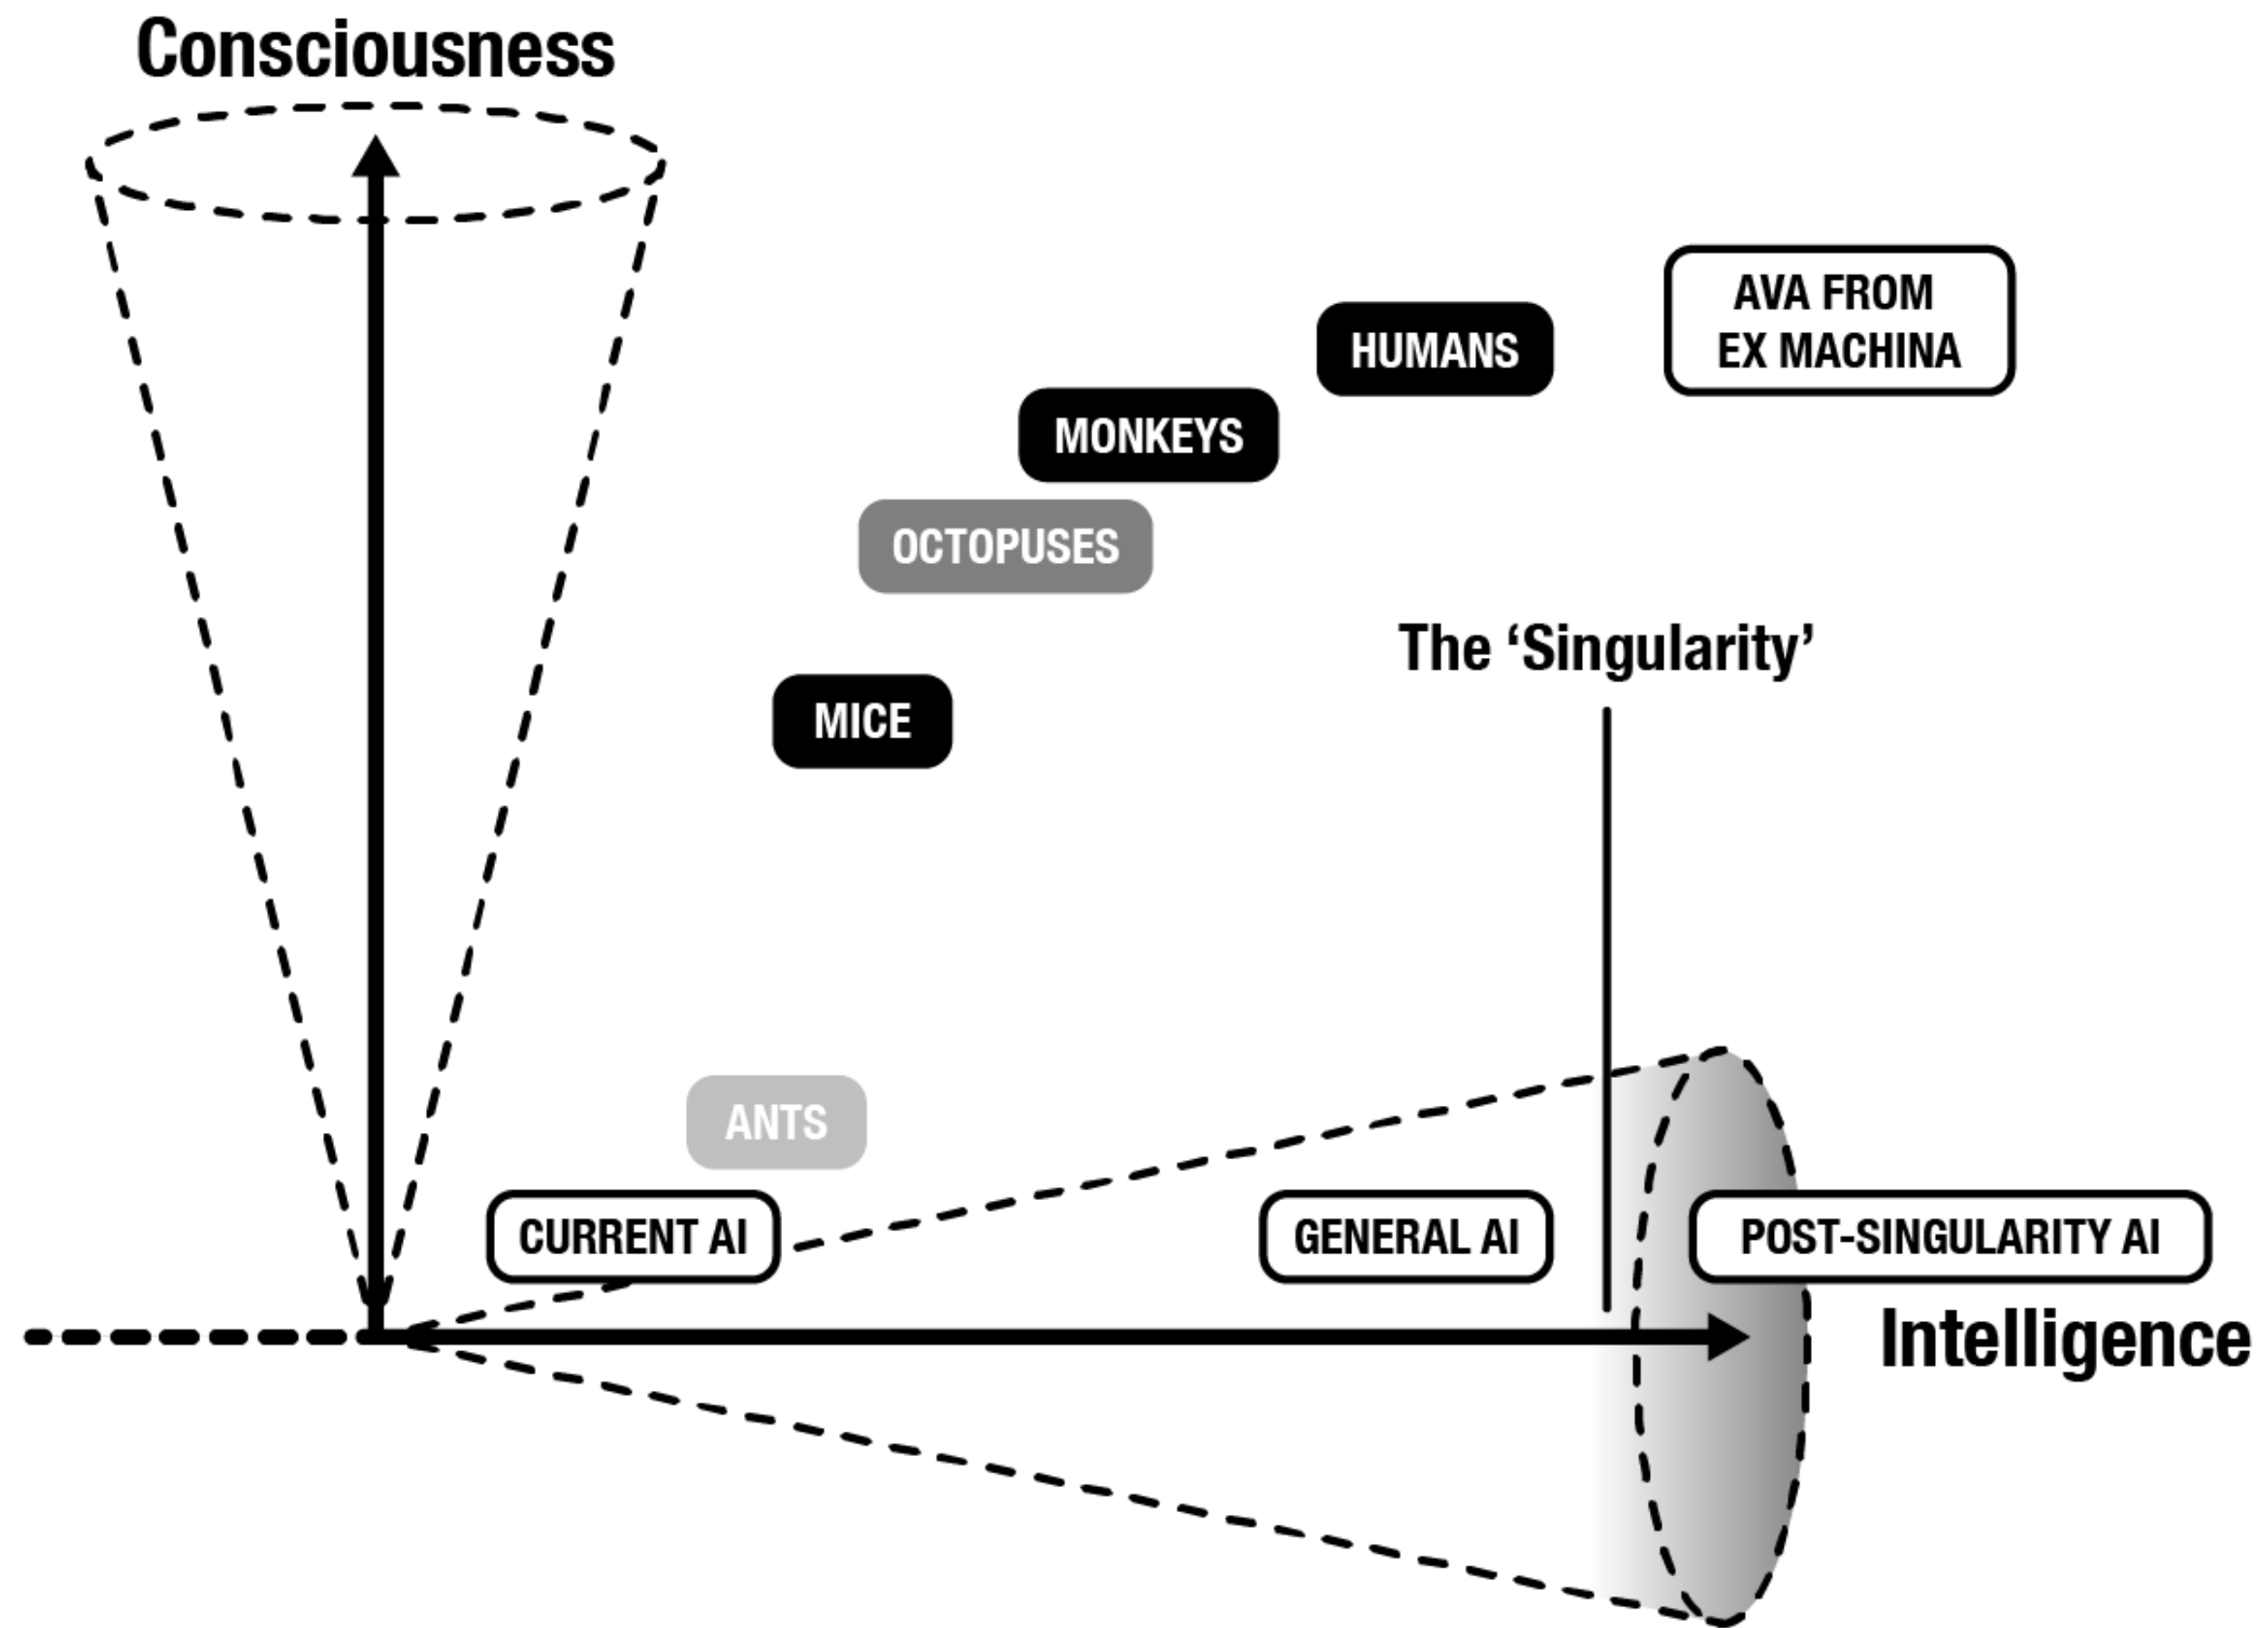 Consciousness
AVA FROM
EX MACHINA
HUMANS
MONKEYS
OCTOPUSES
The ‘Singularity’
MICE
ANTS
CURRENT AI
GENERAL AI
POST-SINGULARITY AI
Intelligence